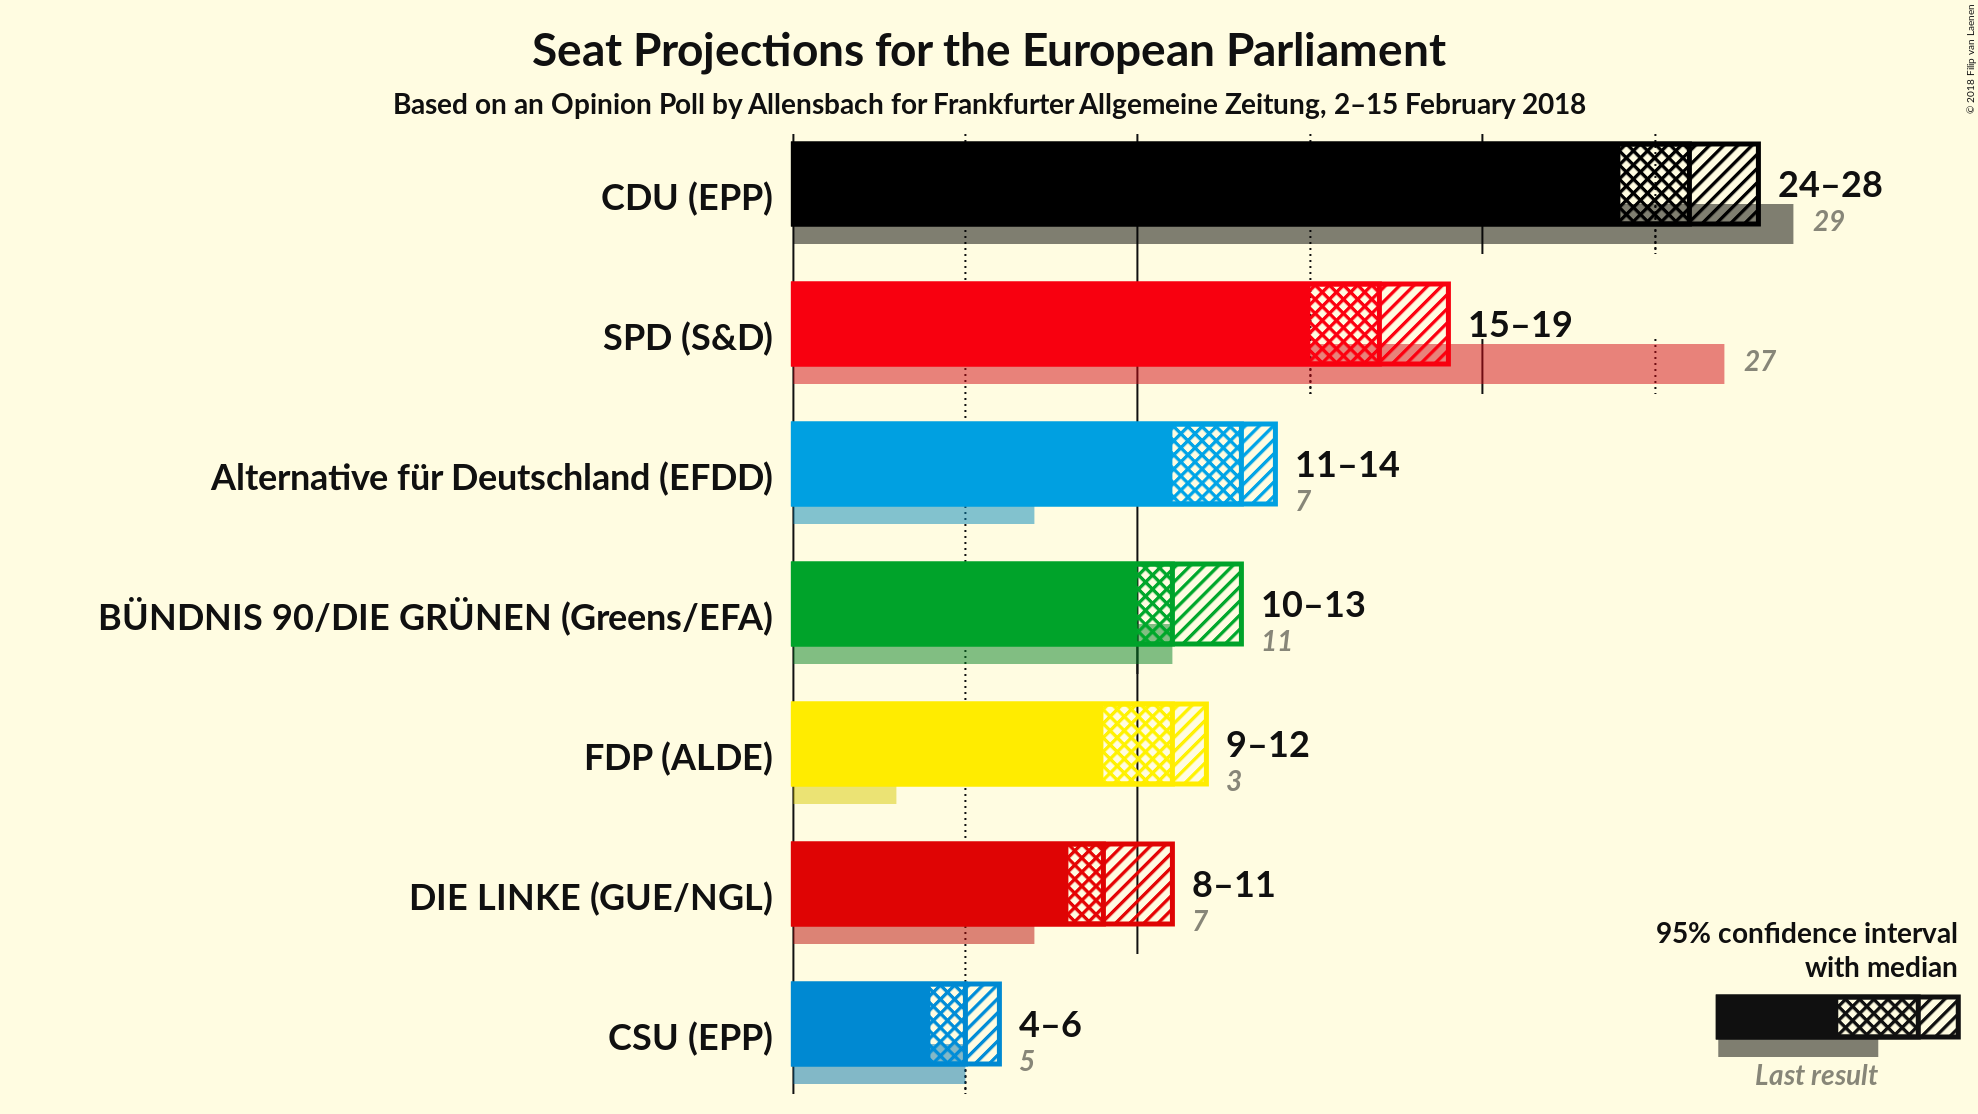 Seat Projections for the European Parliament
Based on an Opinion Poll by Allensbach for Frankfurter Allgemeine Zeitung, 2–15 February 2018
© 2018 Filip van Laenen
CDU (EPP)
24–28
29
SPD (S&D)
15–19
27
Alternative für Deutschland (EFDD)
11–14
7
BÜNDNIS 90/DIE GRÜNEN (Greens/EFA)
10–13
11
FDP (ALDE)
9–12
3
DIE LINKE (GUE/NGL)
8–11
7
CSU (EPP)
4–6
5
95% confidence interval
with median
Last result